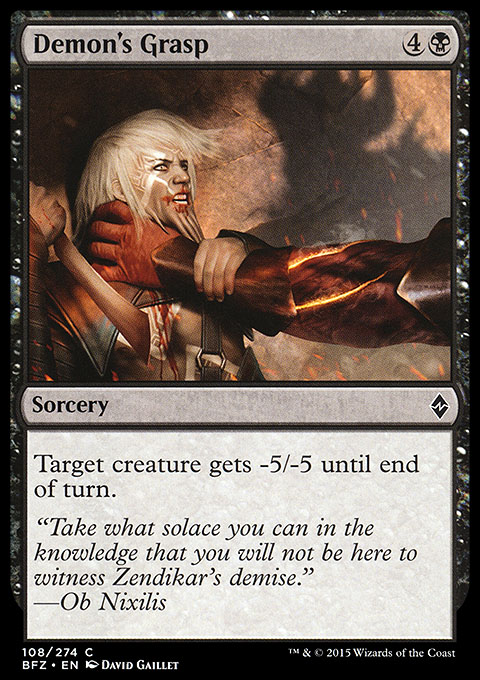 Demon's Grasp 4
Sorcery
Target creature gets -5/-5 until end
of turn.
“Take what solace you can in the
knowledge that you will not be here to
witness Zendikar’s demise.”
—Ob Nixilis
108/274 C
BFZ • EN David Gaillet
™ & © 2015 Wizards of the Coast